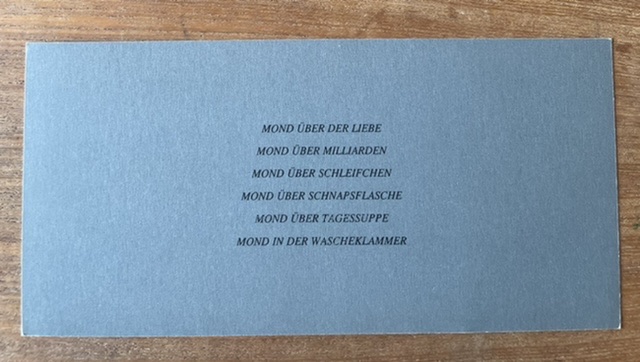 MOND ÜBER DER LIEBE
MOND ÜBER MILLIARDEN
MOND ÜBER SCHLEIFCHEN
MOND ÜBER SCHNAPSFLASCHE
MOND ÜBER TAGESSUPPE
MOND IN DER WASCHEKLAMMER